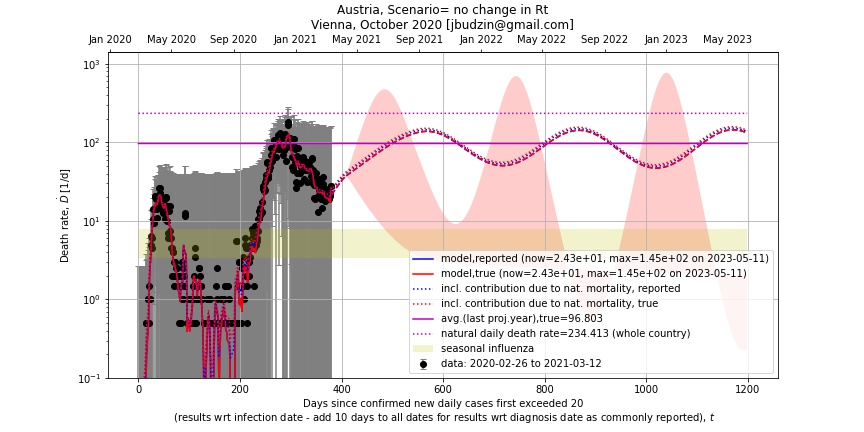 Austria, Scenario= no change in Rt
Vienna, October 2020 [jbudzin@gmail.com]
Jan 2020 May 2020 Sep 2020 Jan 2021 May 2021 Sep 2021 Jan 2022 May 2022 Sep 2022 Jan 2023 May 2023
10³
10²
10¹
10⁰
10⁻¹
Death rate, D [1/d]
model,reported (now=2.43e+01, max=1.45e+02 on 2023-05-11)
model,true (now=2.43e+01, max=1.45e+02 on 2023-05-11)
incl. contribution due to nat. mortality, reported
incl. contribution due to nat. mortality, true
avg.(last proj.year),true=96.803
natural daily death rate=234.413 (whole country)
seasonal influenza
data: 2020-02-26 to 2021-03-12
0 200 400 600 800 1000 1200
Days since confirmed new daily cases first exceeded 20
(results wrt infection date - add 10 days to all dates for results wrt diagnosis date as commonly reported), t